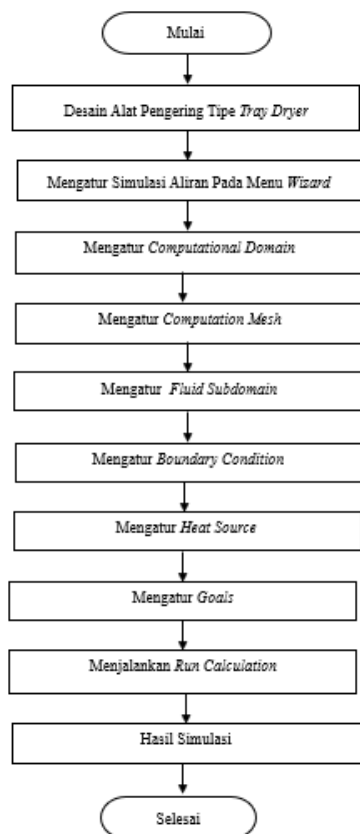 Mulai
Desain Alat Pengering Tipe Tray Dryer
Mengatur Simulasi Aliran Pada Menu Wizard
Mengatur Computational Domain
Mengatur Computation Mesh
Mengatur Fluid Subdomain
Mengatur Boundary Condition
Mengatur Heat Source
Mengatur Goals
Menjalankan Run Calculation
Hasil Simulasi
Selesai